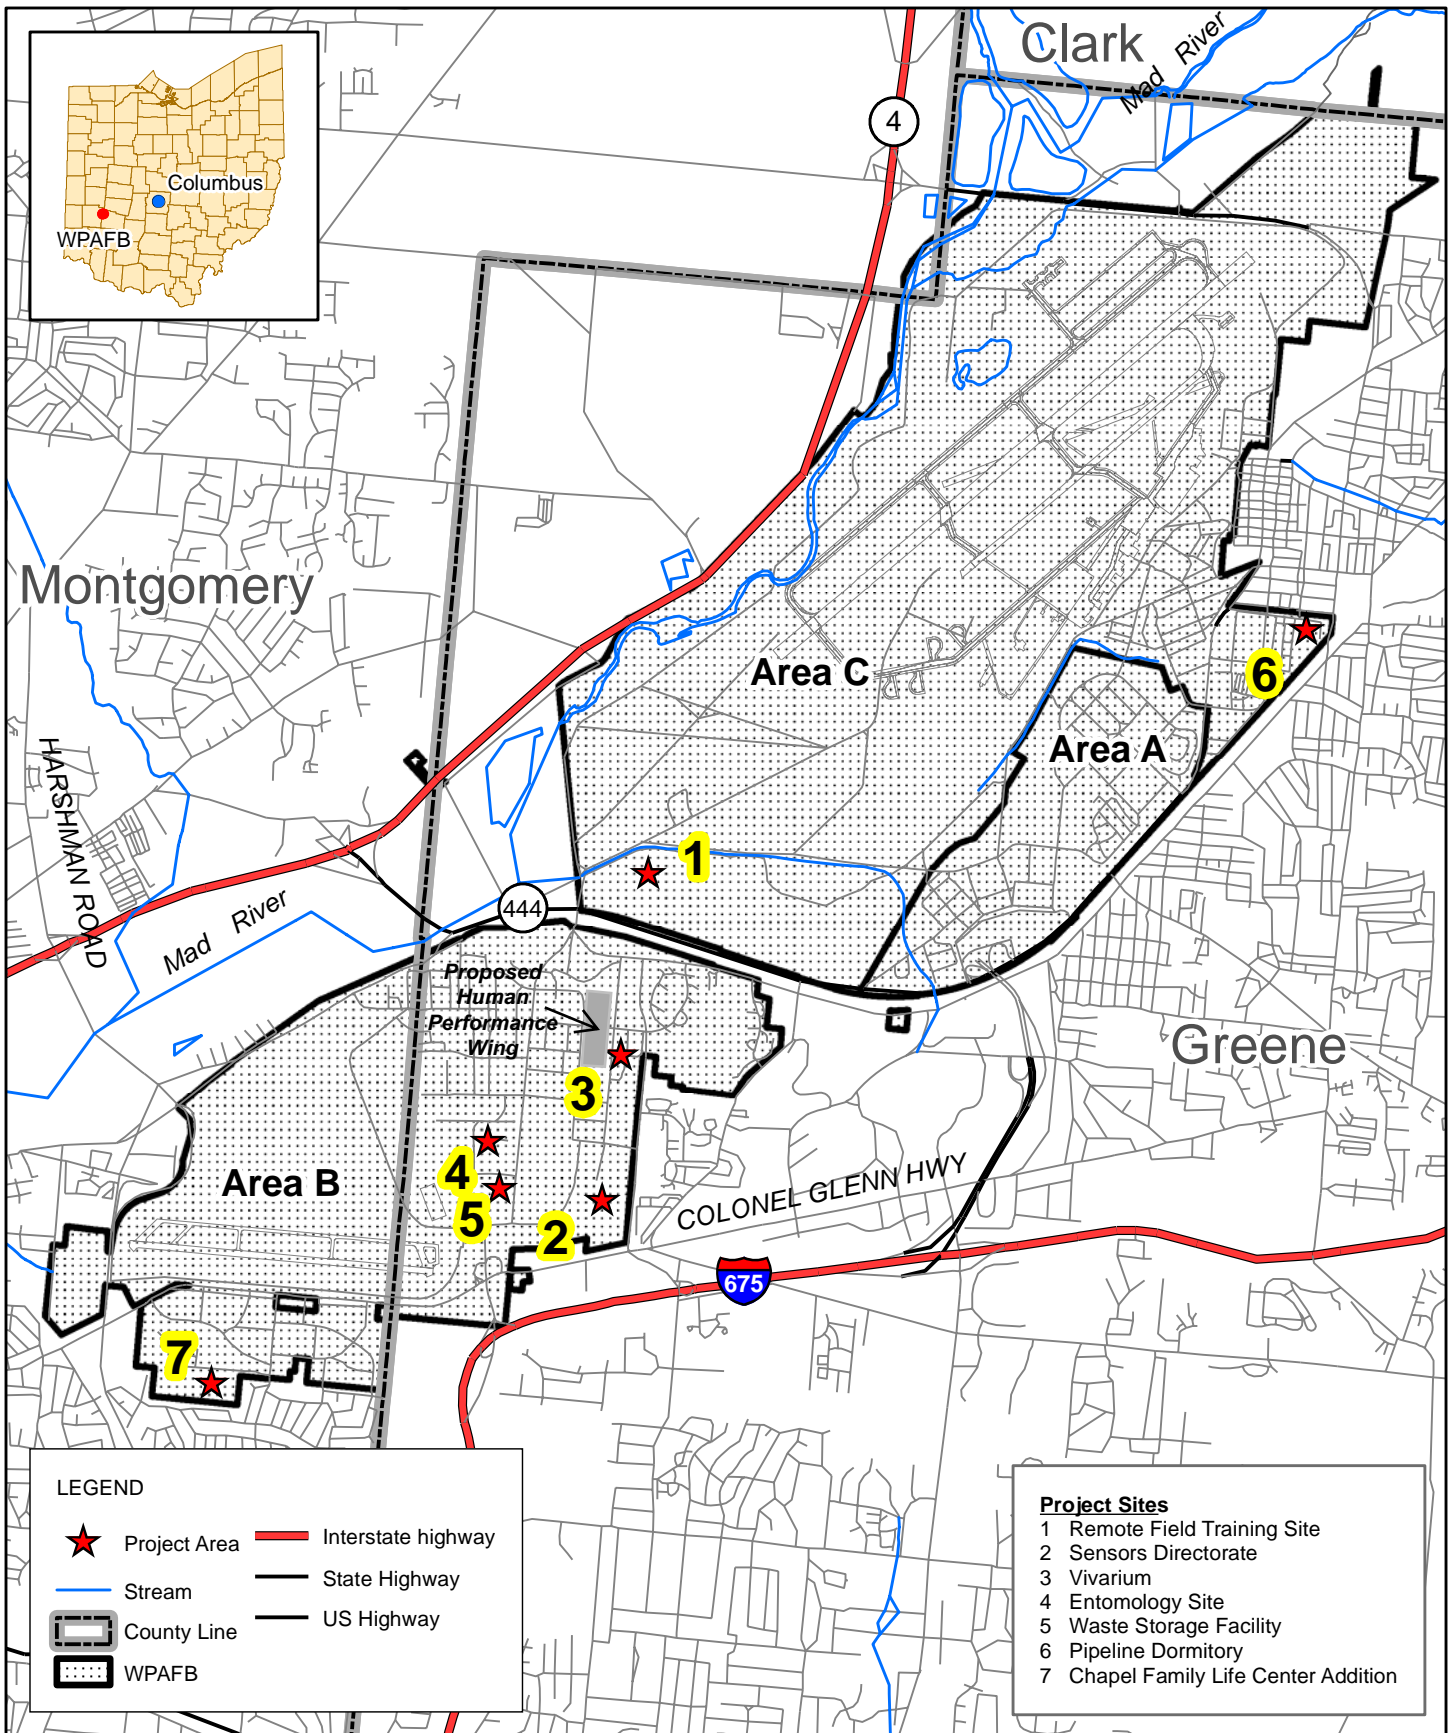 Clark
Mad River
4
Columbus
WPAFB
Montgomery
Area C
6
Area A
HARSHMAN ROAD
1
444
Mad River
Proposed
Human
Performance
Wing
Greene
3
4
Area B
COLONEL GLENN HWY
5
2
675
7
LEGEND
Project Area
Interstate highway
Stream
State Highway
County Line
US Highway
WPAFB
Project Sites
1 Remote Field Training Site
2 Sensors Directorate
3 Vivarium
4 Entomology Site
5 Waste Storage Facility
6 Pipeline Dormitory
7 Chapel Family Life Center Addition